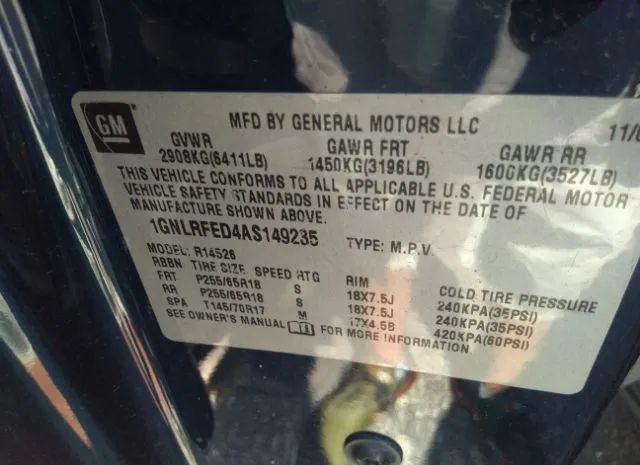 GM
MFD BY GENERAL MOTORS LLC 11/0
GVWR GAWR FRT GAWR RR
2908KG(6411LB) 1450KG(3196LB) 1600KG(3527LB)
THIS VEHICLE CONFORMS TO ALL APPLICABLE U.S. FEDERAL MOTOR
VEHICLE SAFETY STANDARDS IN EFFECT ON THE DATE OF
MANUFACTURE SHOWN ABOVE.
1GNLRFED4AS149235 TYPE: M.P.V.
MODEL: R14526
RBBN TIRE SIZE SPEED RTG RIM COLD TIRE PRESSURE
FRT P255/65R18 S 18X7.5J 240KPA(35PSI)
RR P255/65R18 S 18X7.5J 240KPA(35PSI)
SPA T145/70R17 M 17X4.5B 420KPA(60PSI)
SEE OWNER'S MANUAL FOR MORE INFORMATION.